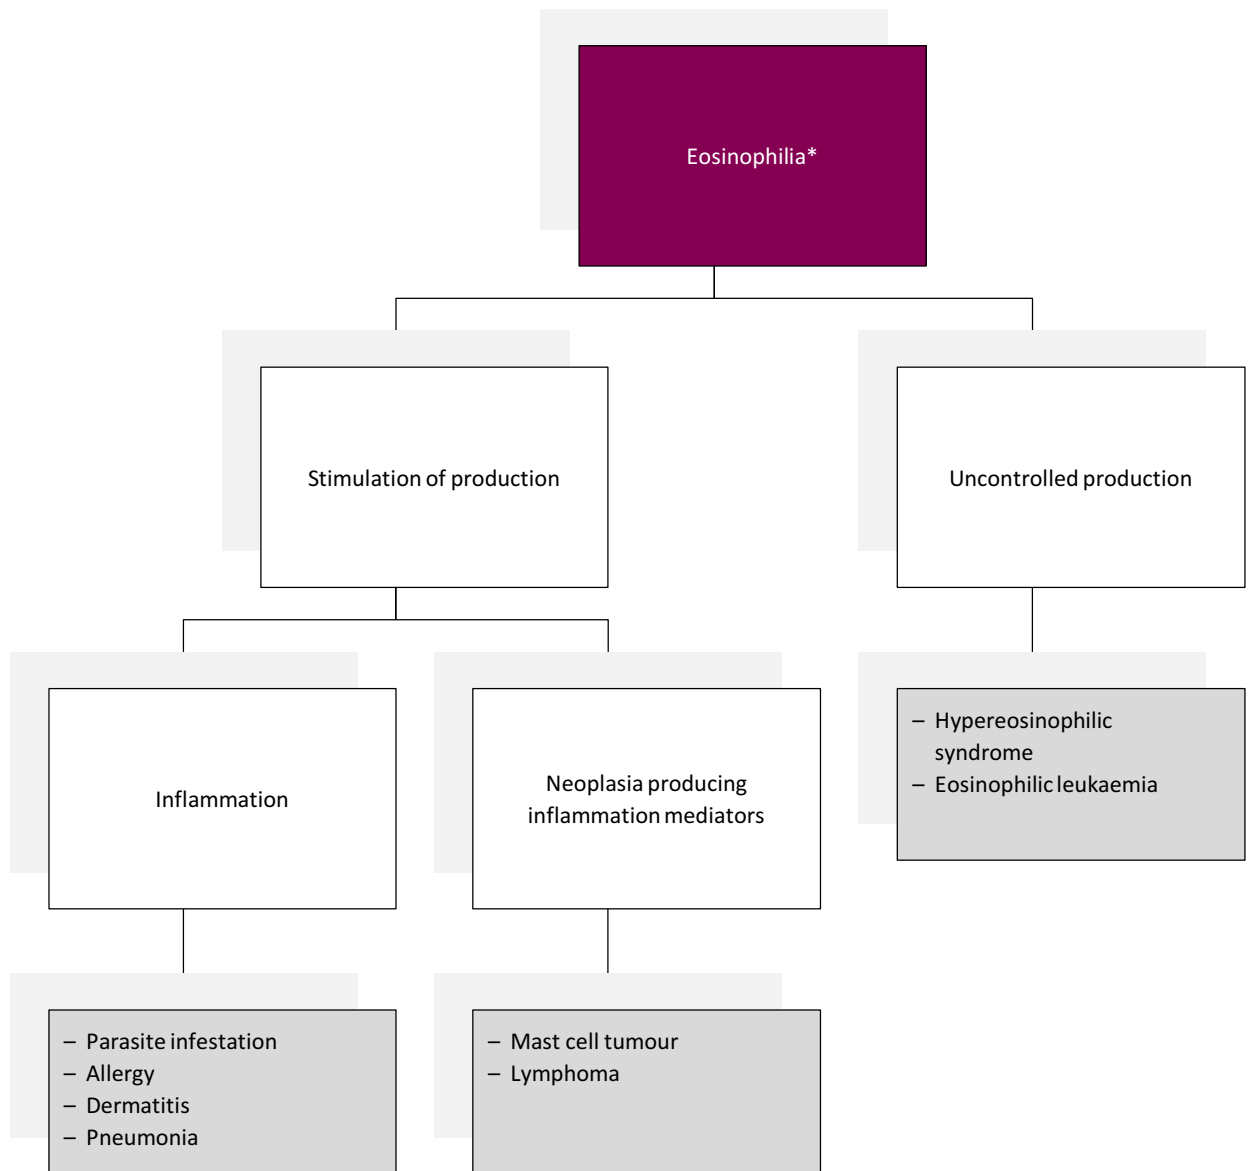 Eosinophilia*
Stimulation of production
Uncontrolled production
Inflammation
Neoplasia producing
inflammation mediators
– Hypereosinophilic
syndrome
– Eosinophilic leukaemia
– Parasite infestation
– Allergy
– Dermatitis
– Pneumonia
– Mast cell tumour
– Lymphoma